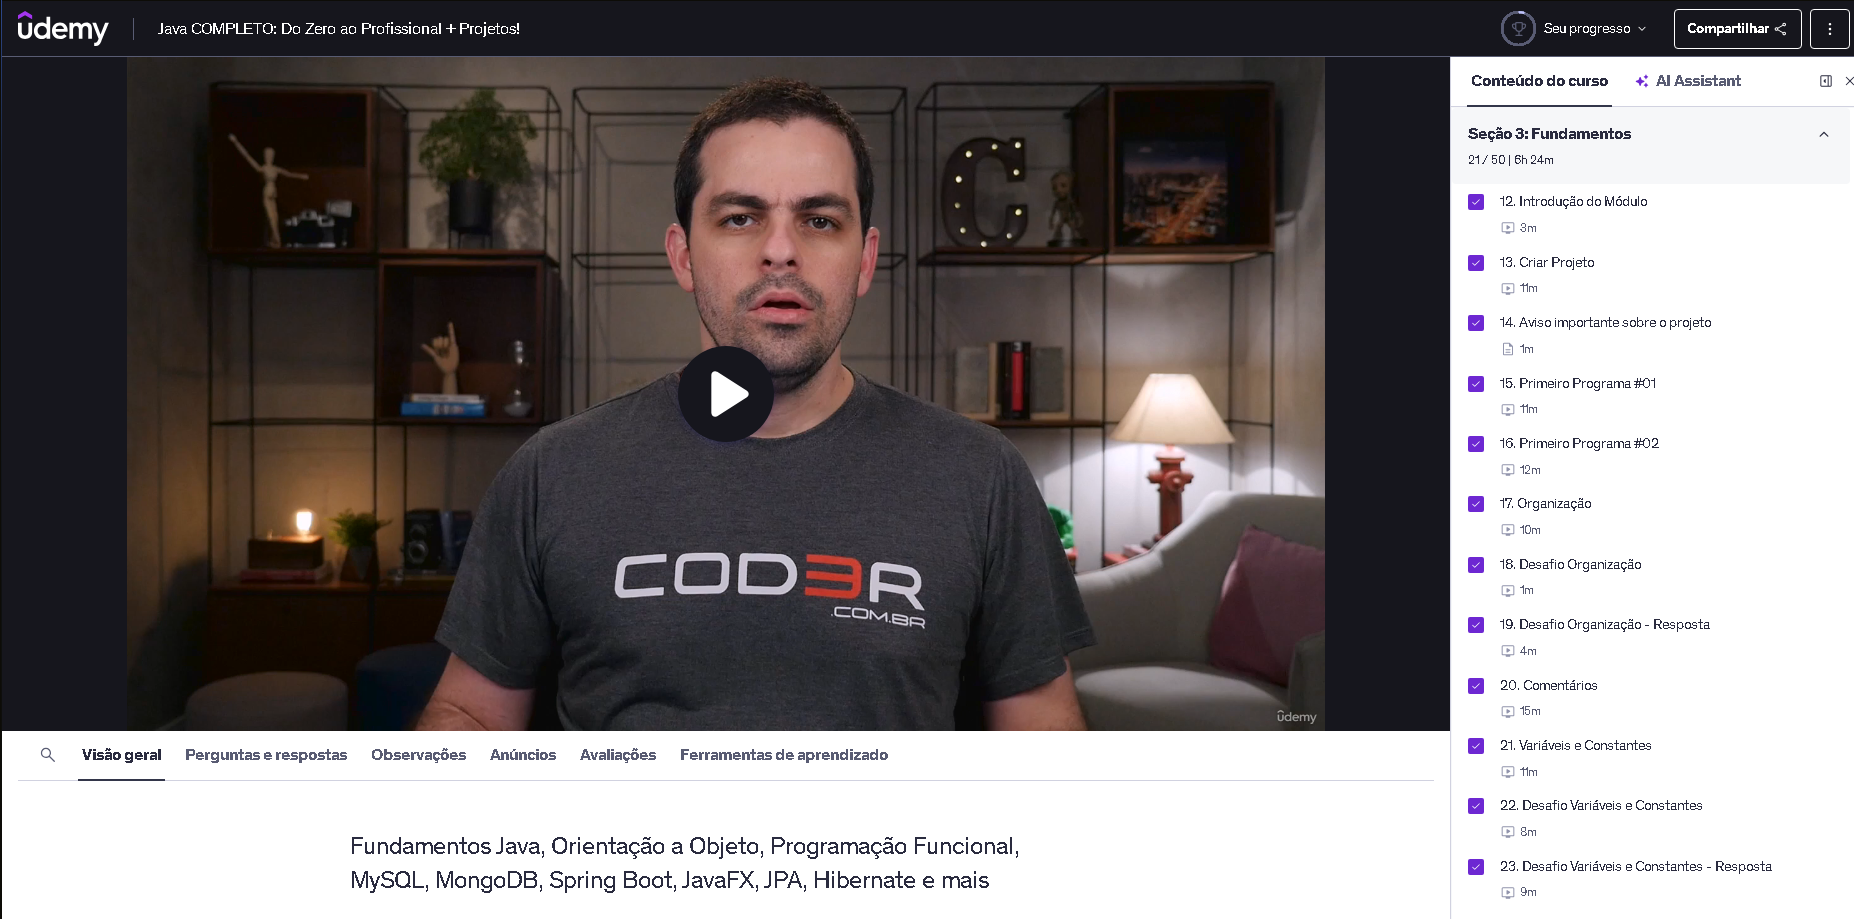 udemy
Java COMPLETO: Do Zero ao Profissional + Projetos!
Seu progresso
Compartilhar
C
COD3R
.COM.BR
udemy
Visão geral
Perguntas e respostas
Observações
Anúncios
Avaliações
Ferramentas de aprendizado
Fundamentos Java, Orientação a Objeto, Programação Funcional,
MySQL, MongoDB, Spring Boot, JavaFX, JPA, Hibernate e mais
Conteúdo do curso
AI Assistant
Seção 3: Fundamentos
21 / 50 | 6h 24m
12. Introdução do Módulo
3m
13. Criar Projeto
11m
14. Aviso importante sobre o projeto
1m
15. Primeiro Programa #01
11m
16. Primeiro Programa #02
12m
17. Organização
10m
18. Desafio Organização
1m
19. Desafio Organização - Resposta
4m
20. Comentários
15m
21. Variáveis e Constantes
11m
22. Desafio Variáveis e Constantes
8m
23. Desafio Variáveis e Constantes - Resposta
9m